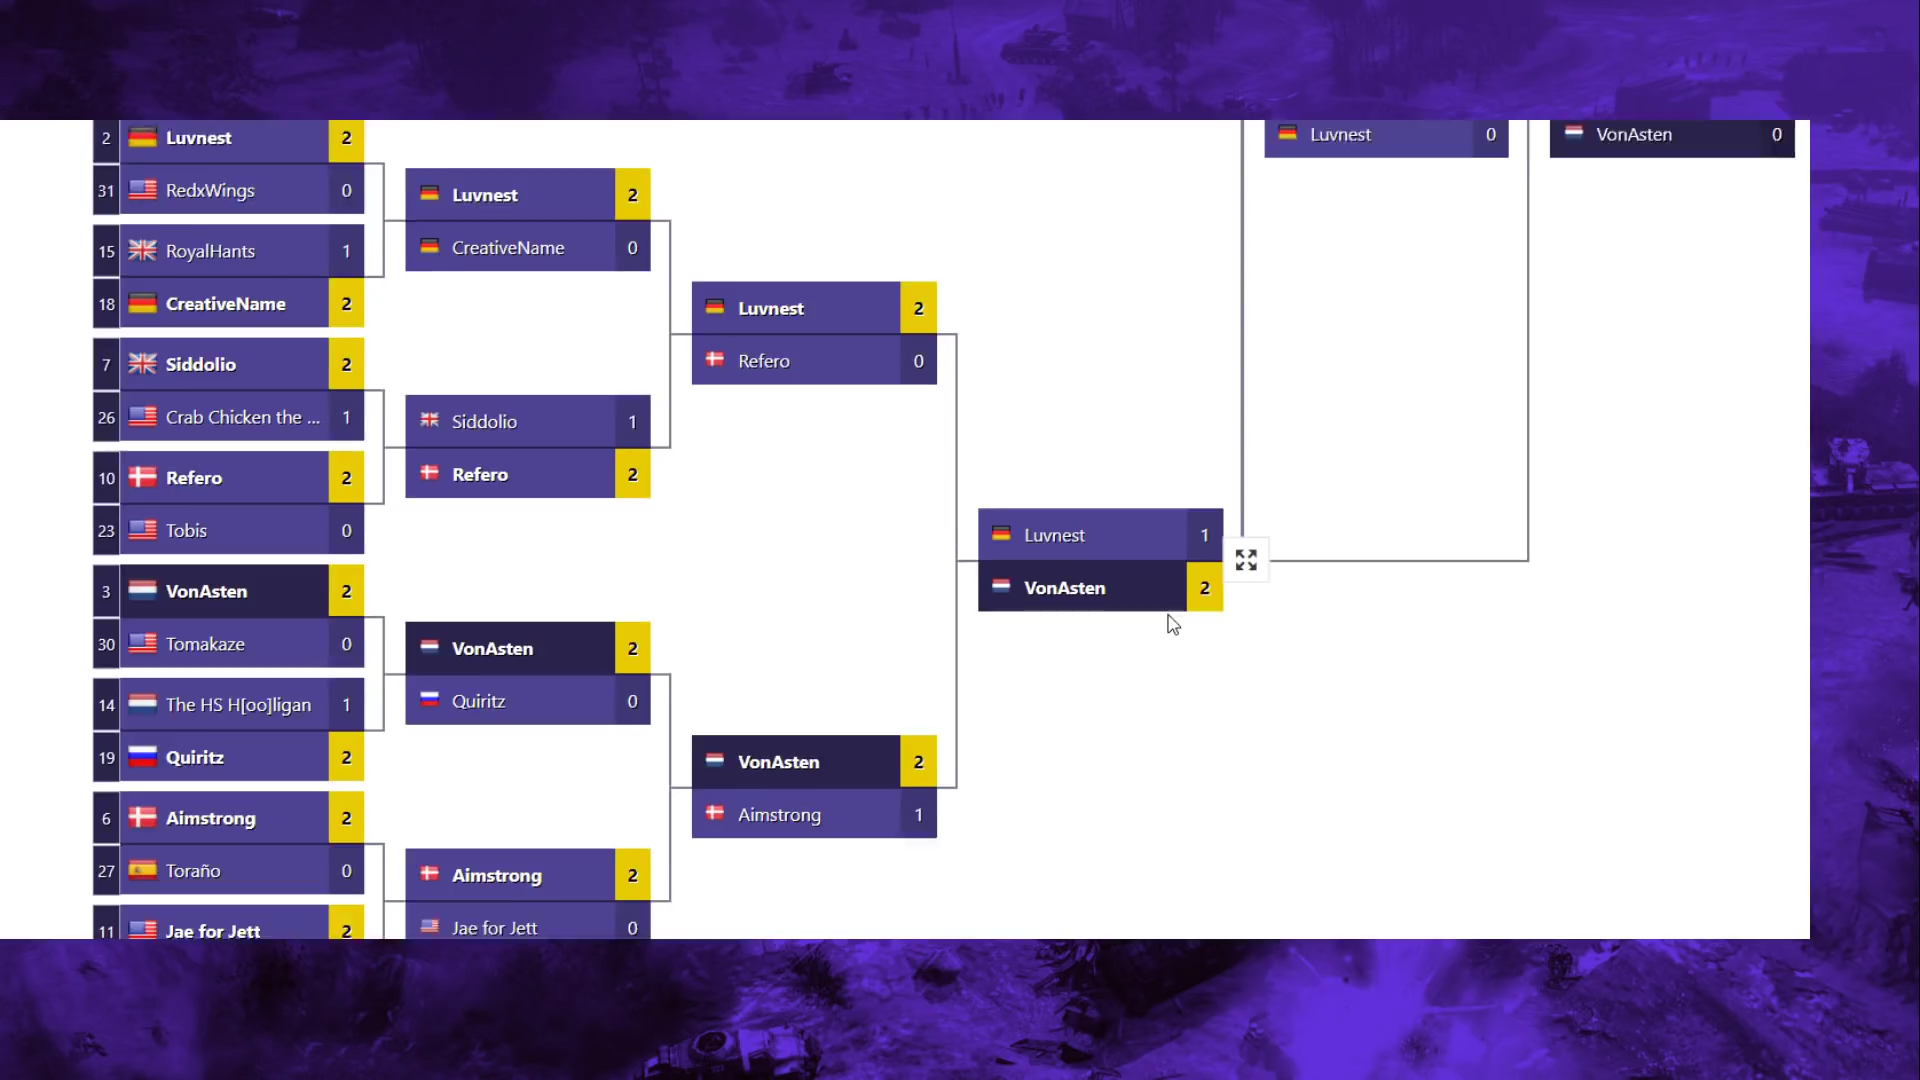 2 Luvnest 2
31 RedxWings 0
15 RoyalHants 1
18 CreativeName 2
7 Siddolio 2
26 Crab Chicken the ... 1
10 Refero 2
23 Tobis 0
3 VonAsten 2
30 Tomakaze 0
14 The HS H[oo]ligan 1
19 Quiritz 2
6 Aimstrong 2
27 Toraño 0
11 Jae for Jett 2
Luvnest 2
CreativeName 0
Siddolio 1
Refero 2
VonAsten 2
Quiritz 0
Aimstrong 2
Jae for Jett 0
Luvnest 2
Refero 0
VonAsten 2
Aimstrong 1
Luvnest 1
VonAsten 2
Luvnest 0
VonAsten 0